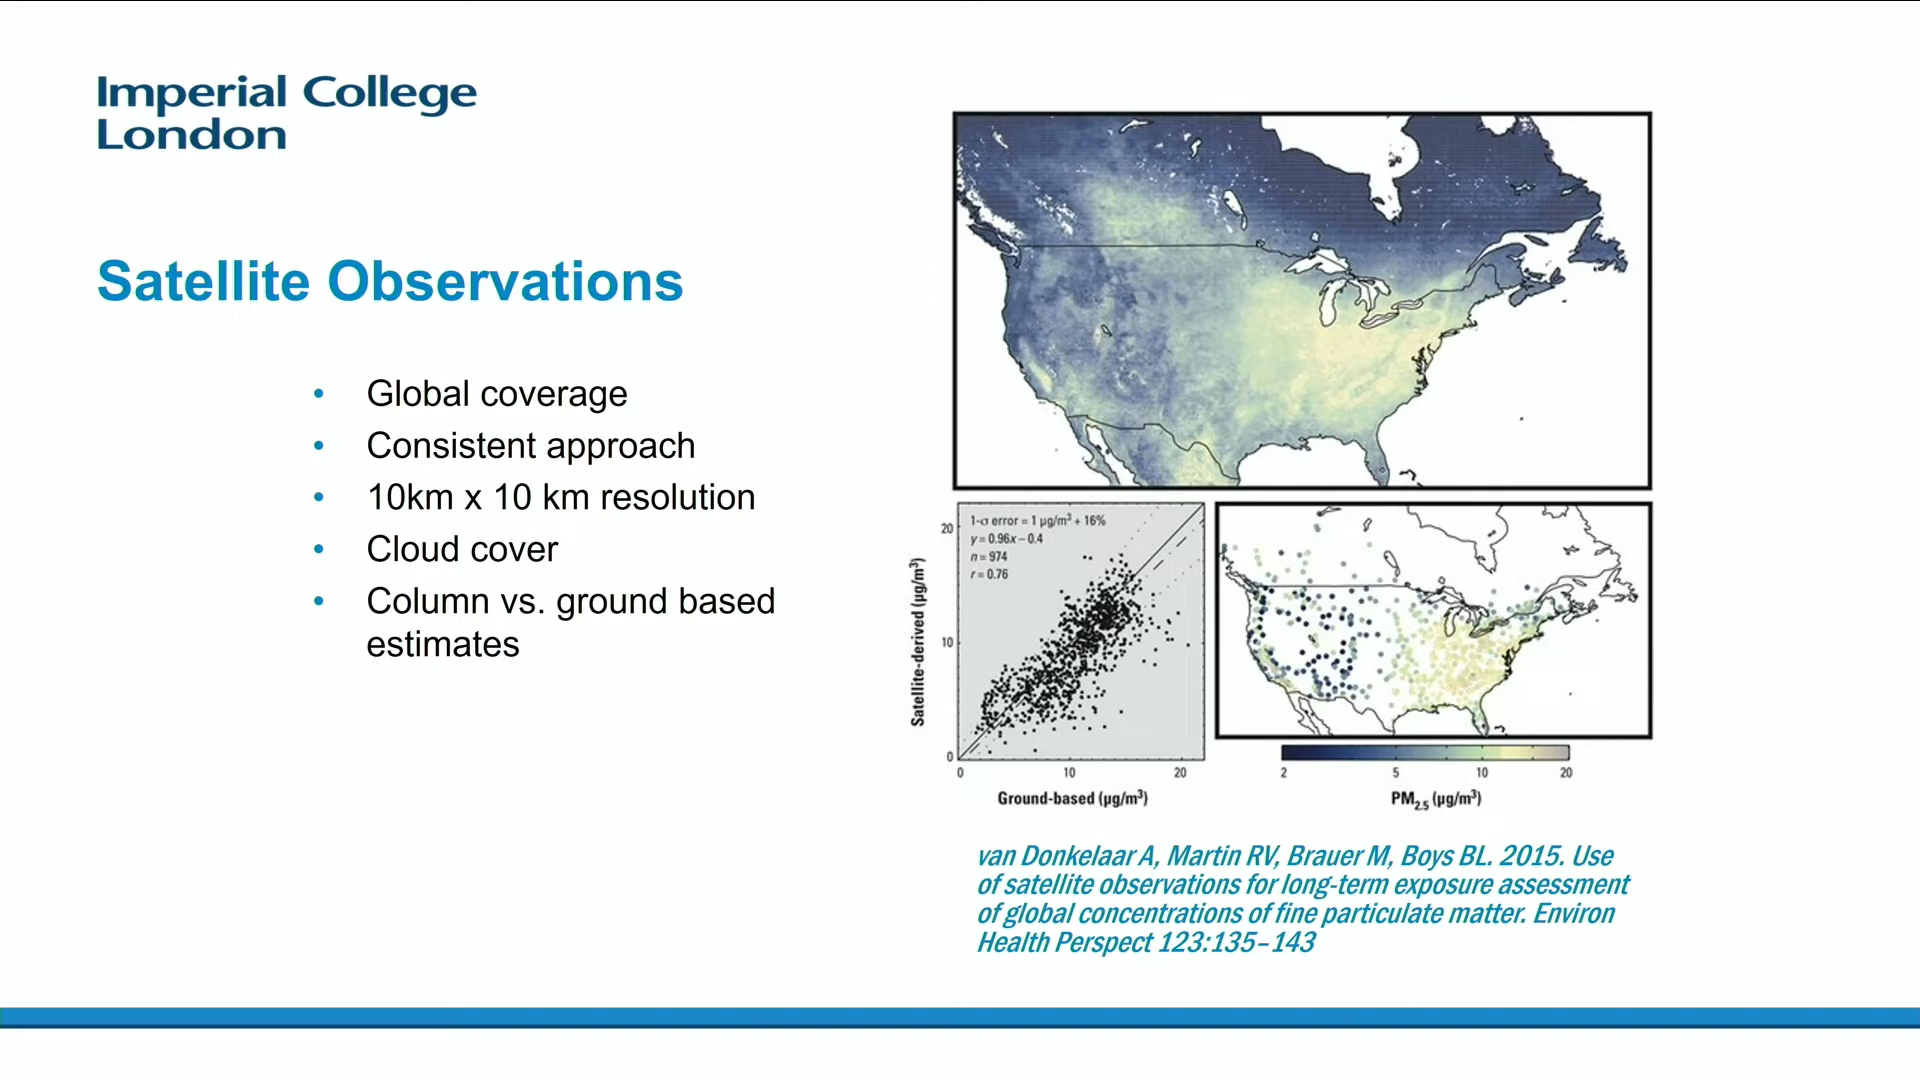 Imperial College
London
Satellite Observations
• Global coverage
• Consistent approach
• 10km x 10 km resolution
• Cloud cover
• Column vs. ground based
estimates
1-σ error = 1 µg/m³ + 16%
y = 0.96x – 0.4
n = 974
r = 0.76
Satellite-derived (µg/m³)
20
10
0
0 10 20
Ground-based (µg/m³)
2 5 10 20
PM2.5 (µg/m³)
van Donkelaar A, Martin RV, Brauer M, Boys BL. 2015. Use
of satellite observations for long-term exposure assessment
of global concentrations of fine particulate matter. Environ
Health Perspect 123:135–143